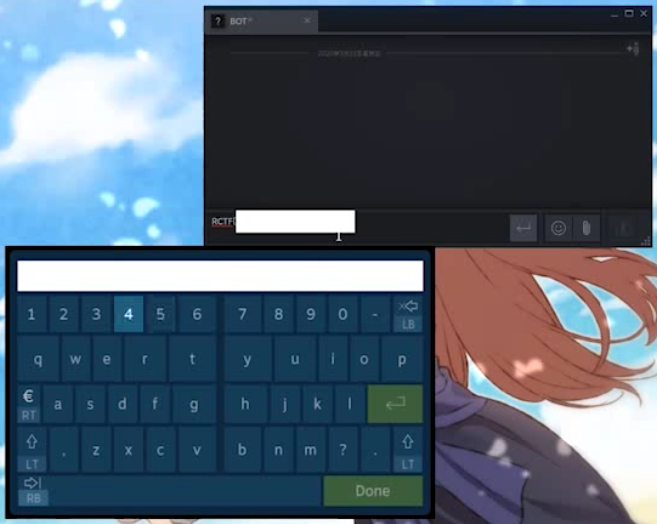 ? BOT
RCTF
1 2 3 4 5 6 7 8 9 0 -
LB
q w e r t y u i o p
€
RT
a s d f g h j k l
LT
, z x c v b n m ? .
LT
RB
Done